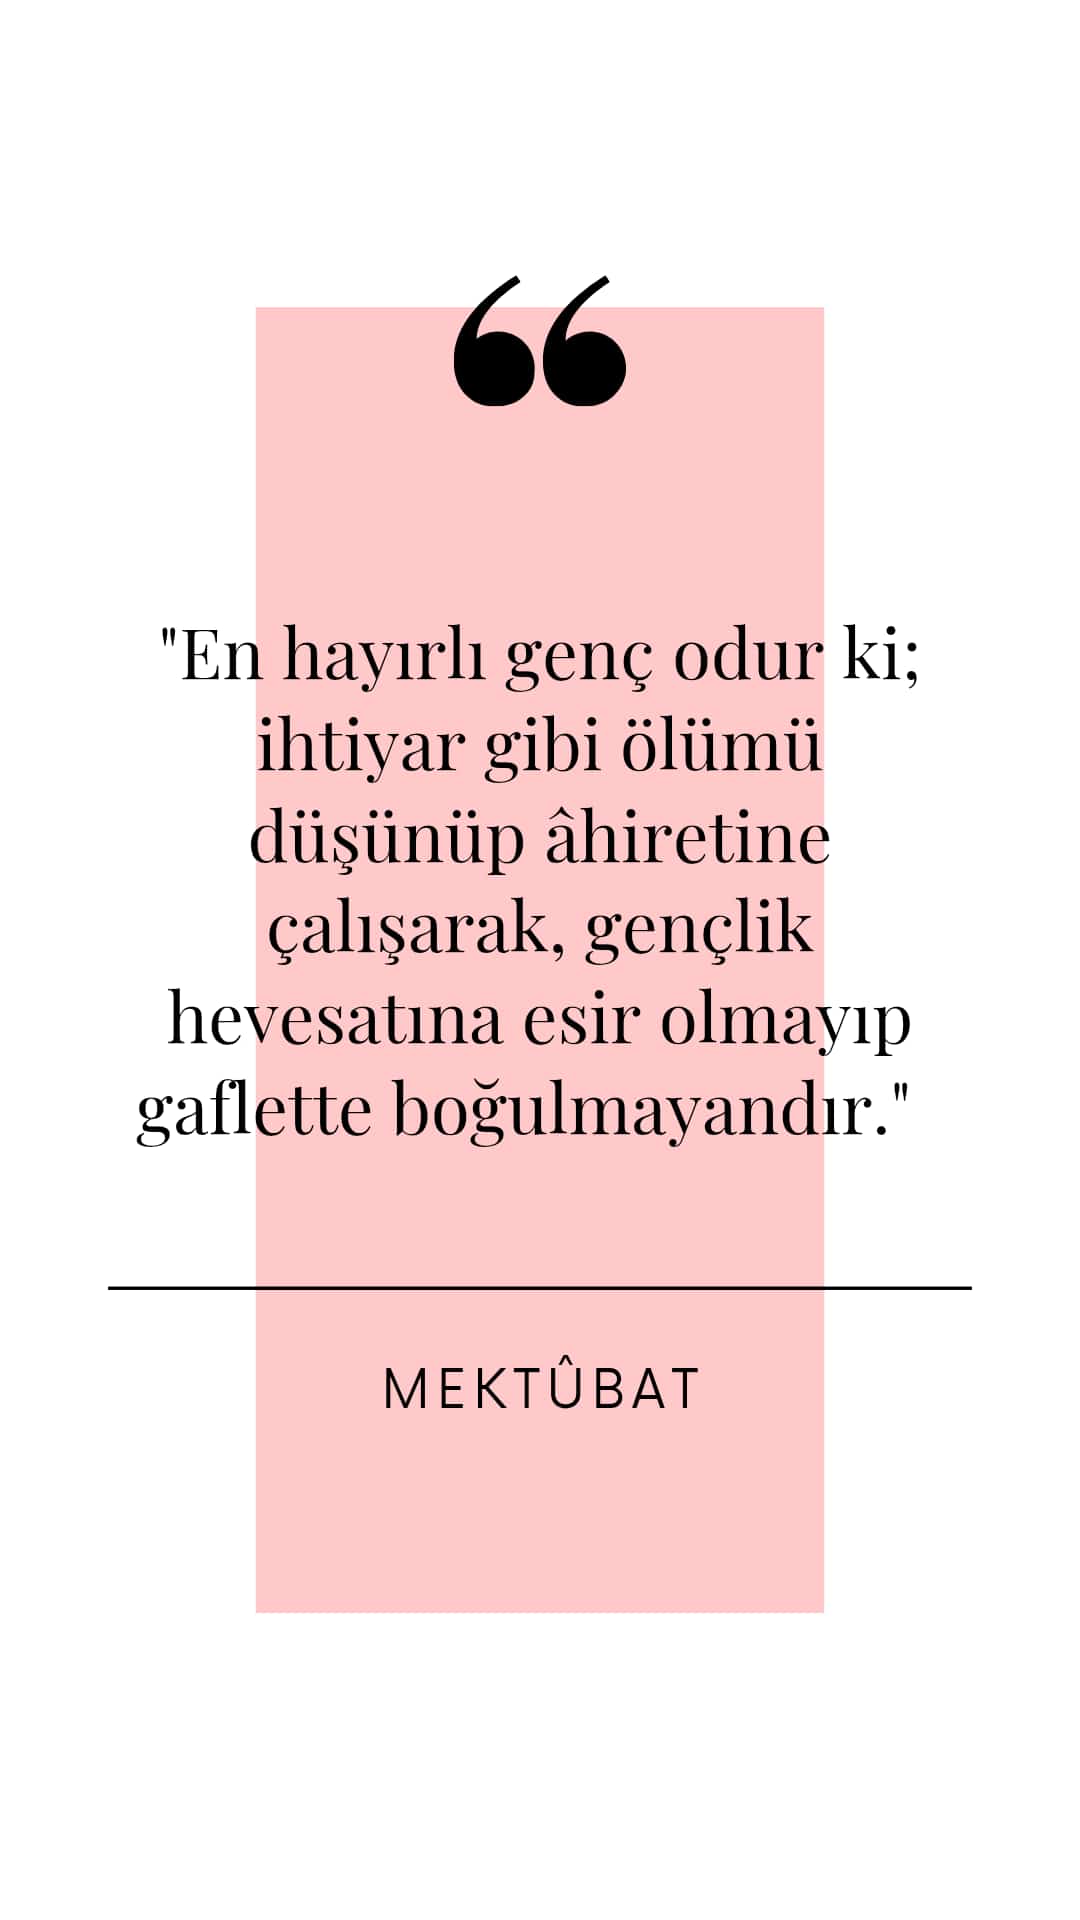 "En hayırlı genç odur ki;
ihtiyar gibi ölümü
düşünüp âhiretine
çalışarak, gençlik
hevesatına esir olmayıp
gaflette boğulmayandır."
MEKTÛBAT